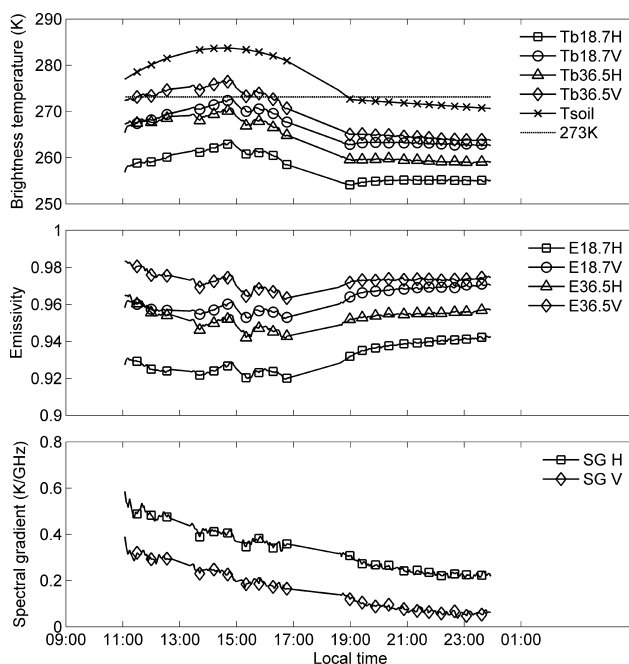 290
280
270
260
250
Brightness temperature (K)
Tb18.7H
Tb18.7V
Tb36.5H
Tb36.5V
Tsoil
273K
1
0.98
0.96
0.94
0.92
0.9
Emissivity
E18.7H
E18.7V
E36.5H
E36.5V
0.8
0.6
0.4
0.2
0
Spectral gradient (K/GHz)
SG H
SG V
09:00 11:00 13:00 15:00 17:00 19:00 21:00 23:00 01:00
Local time